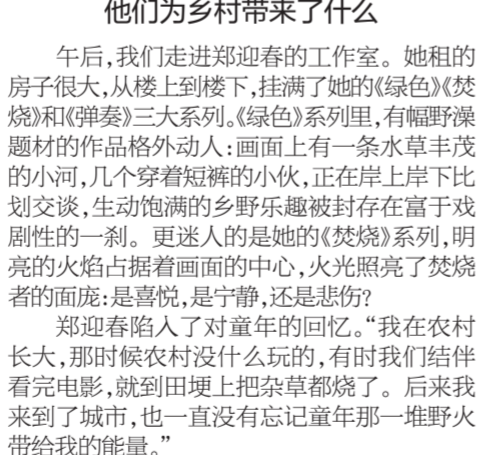 他们为乡村带来了什么
午后，我们走进郑迎春的工作室。她租的
房子很大，从楼上到楼下，挂满了她的《绿色》《焚
烧》和《弹奏》三大系列。《绿色》系列里，有幅野澡
题材的作品格外动人：画面上有一条水草丰茂
的小河，几个穿着短裤的小伙，正在岸上岸下比
划交谈，生动饱满的乡野乐趣被封存在富于戏
剧性的一刹。更迷人的是她的《焚烧》系列，明
亮的火焰占据着画面的中心，火光照亮了焚烧
者的面庞：是喜悦，是宁静，还是悲伤？
郑迎春陷入了对童年的回忆。“我在农村
长大，那时候农村没什么玩的，有时我们结伴
看完电影，就到田埂上把杂草都烧了。后来我
来到了城市，也一直没有忘记童年那一堆野火
带给我的能量。”